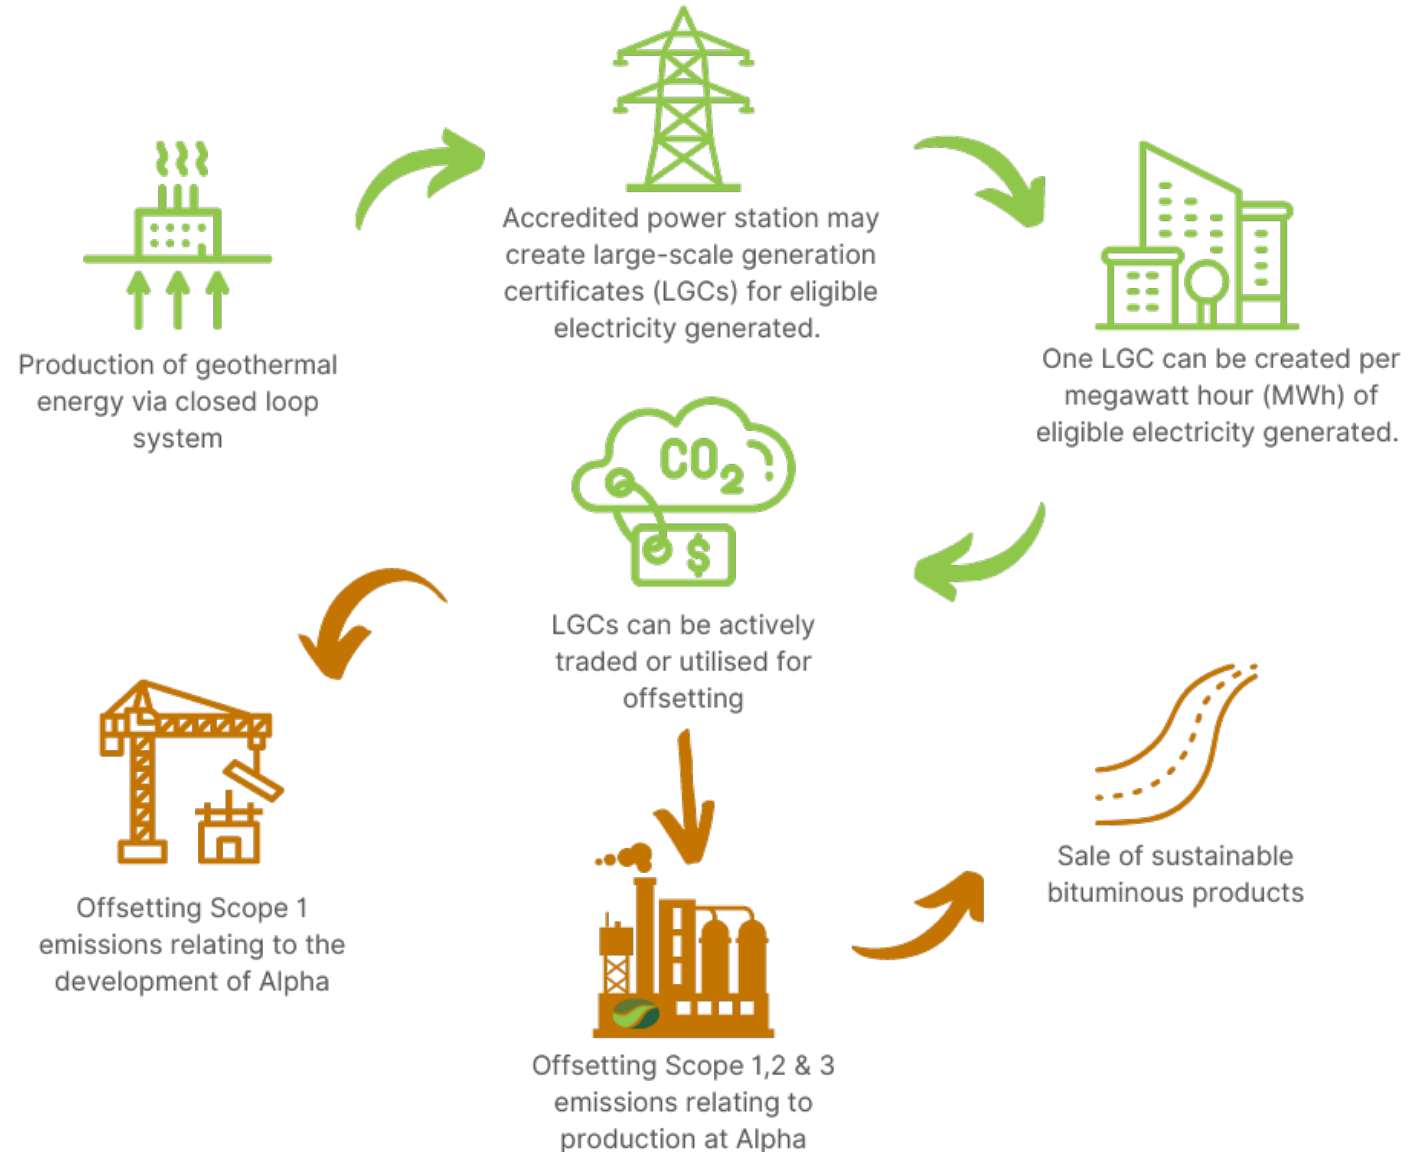 Production of geothermal
energy via closed loop
system
Accredited power station may
create large-scale generation
certificates (LGCs) for eligible
electricity generated.
One LGC can be created per
megawatt hour (MWh) of
eligible electricity generated.
CO2
$
LGCs can be actively
traded or utilised for
offsetting
Offsetting Scope 1
emissions relating to the
development of Alpha
Offsetting Scope 1,2 & 3
emissions relating to
production at Alpha
Sale of sustainable
bituminous products